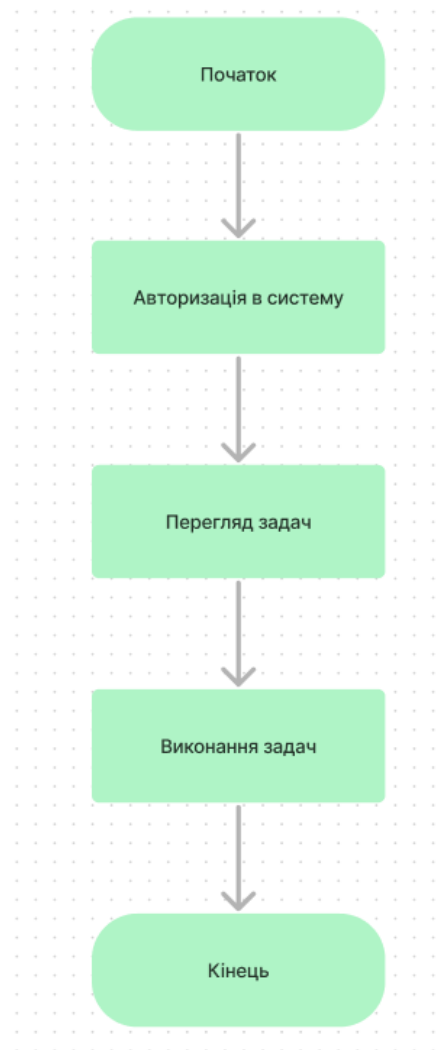 Початок
Авторизація в систему
Перегляд задач
Виконання задач
Кінець